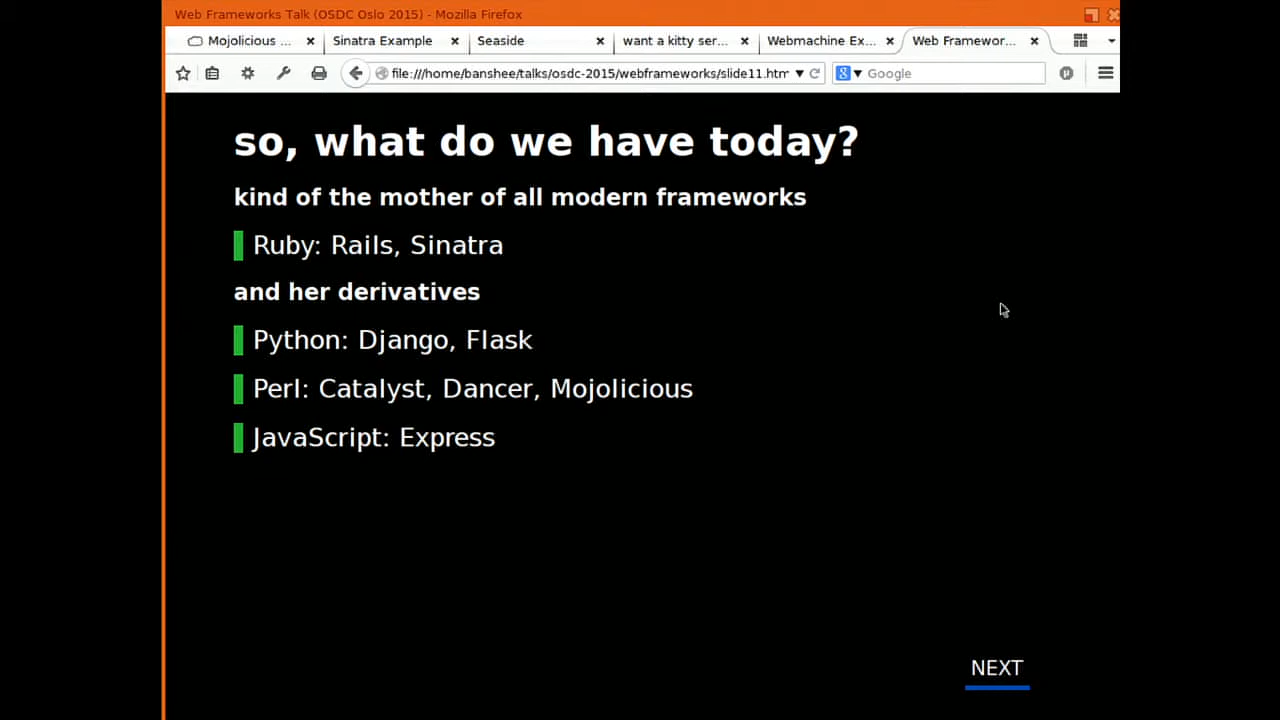 Web Frameworks Talk (OSDC Oslo 2015) - Mozilla Firefox
Mojolicious ... Sinatra Example Seaside want a kitty ser... Webmachine Ex... Web Framewor...
file:///home/banshee/talks/osdc-2015/webframeworks/slide11.htm Google
so, what do we have today?
kind of the mother of all modern frameworks
Ruby: Rails, Sinatra
and her derivatives
Python: Django, Flask
Perl: Catalyst, Dancer, Mojolicious
JavaScript: Express
NEXT